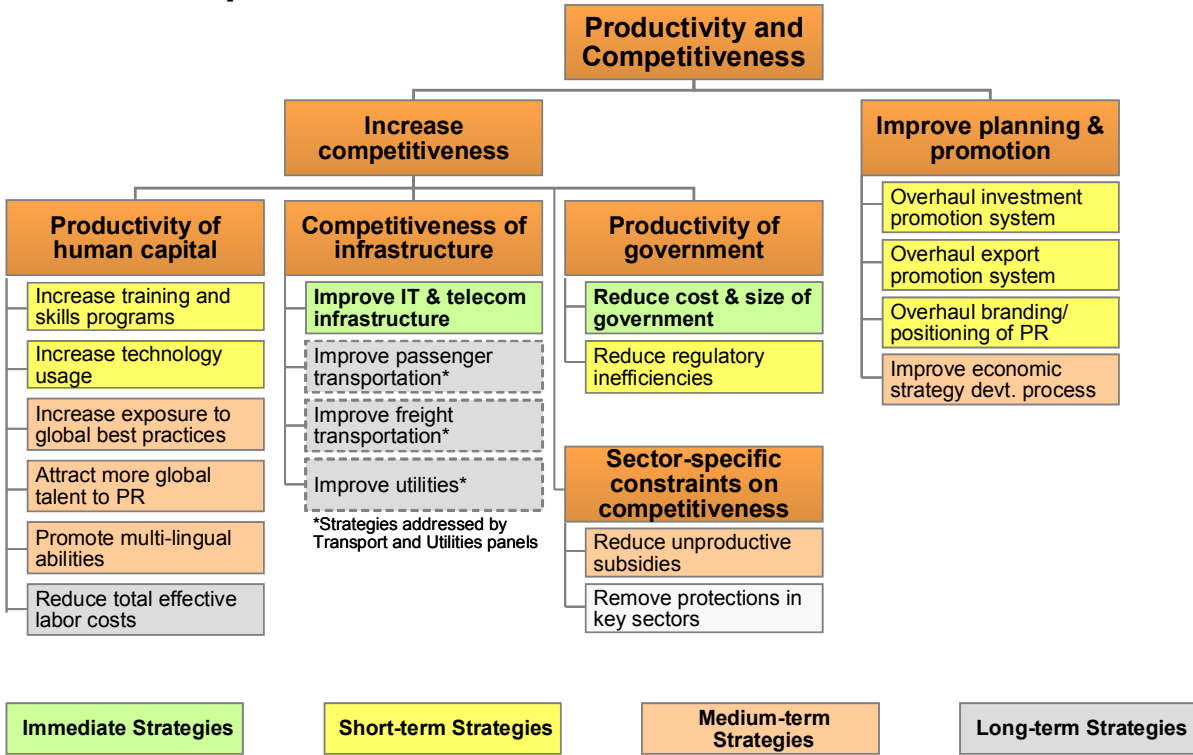 Productivity and
Competitiveness
Increase
competitiveness
Improve planning &
promotion
Productivity of
human capital
Increase training and
skills programs
Increase technology
usage
Increase exposure to
global best practices
Attract more global
talent to PR
Promote multi-lingual
abilities
Reduce total effective
labor costs
Competitiveness of
infrastructure
Improve IT & telecom
infrastructure
Improve passenger
transportation*
Improve freight
transportation*
Improve utilities*
*Strategies addressed by
Transport and Utilities panels
Productivity of
government
Reduce cost & size of
government
Reduce regulatory
inefficiencies
Sector-specific
constraints on
competitiveness
Reduce unproductive
subsidies
Remove protections in
key sectors
Overhaul investment
promotion system
Overhaul export
promotion system
Overhaul branding/
positioning of PR
Improve economic
strategy devt. process
Immediate Strategies
Short-term Strategies
Medium-term
Strategies
Long-term Strategies